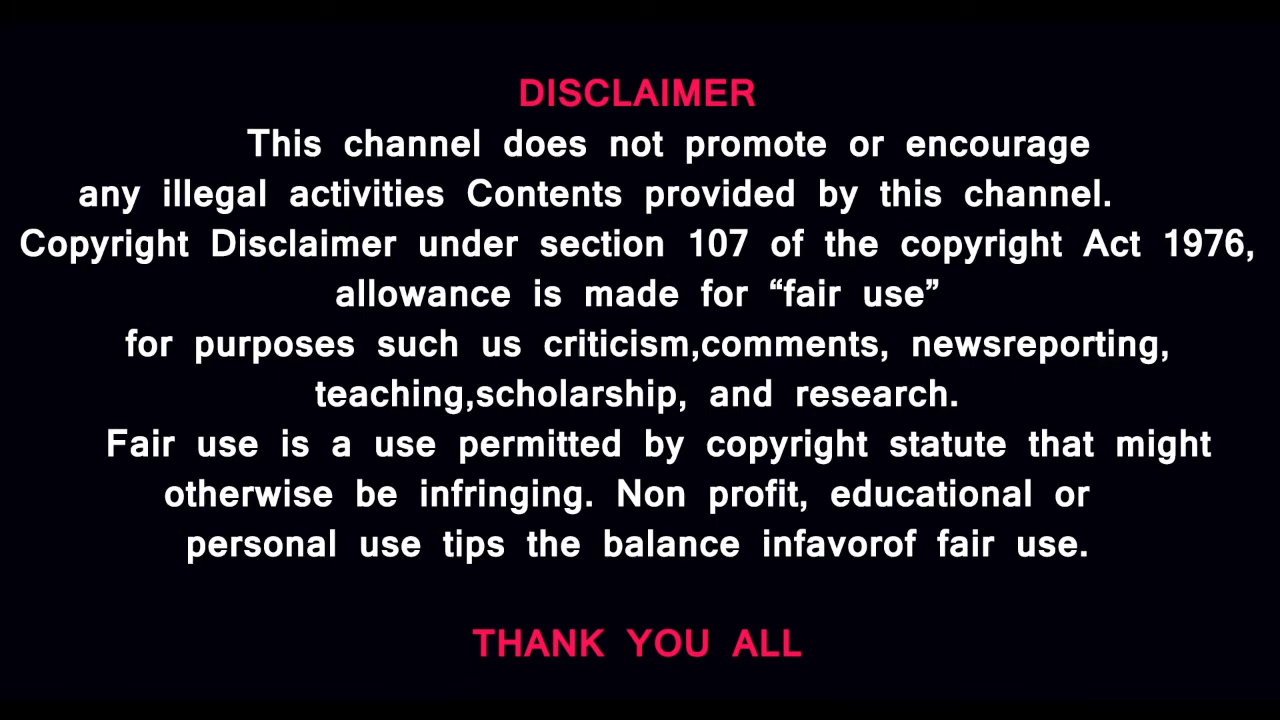 DISCLAIMER
This channel does not promote or encourage
any illegal activities Contents provided by this channel.
Copyright Disclaimer under section 107 of the copyright Act 1976,
allowance is made for “fair use”
for purposes such us criticism,comments, newsreporting,
teaching,scholarship, and research.
Fair use is a use permitted by copyright statute that might
otherwise be infringing. Non profit, educational or
personal use tips the balance infavorof fair use.
THANK YOU ALL